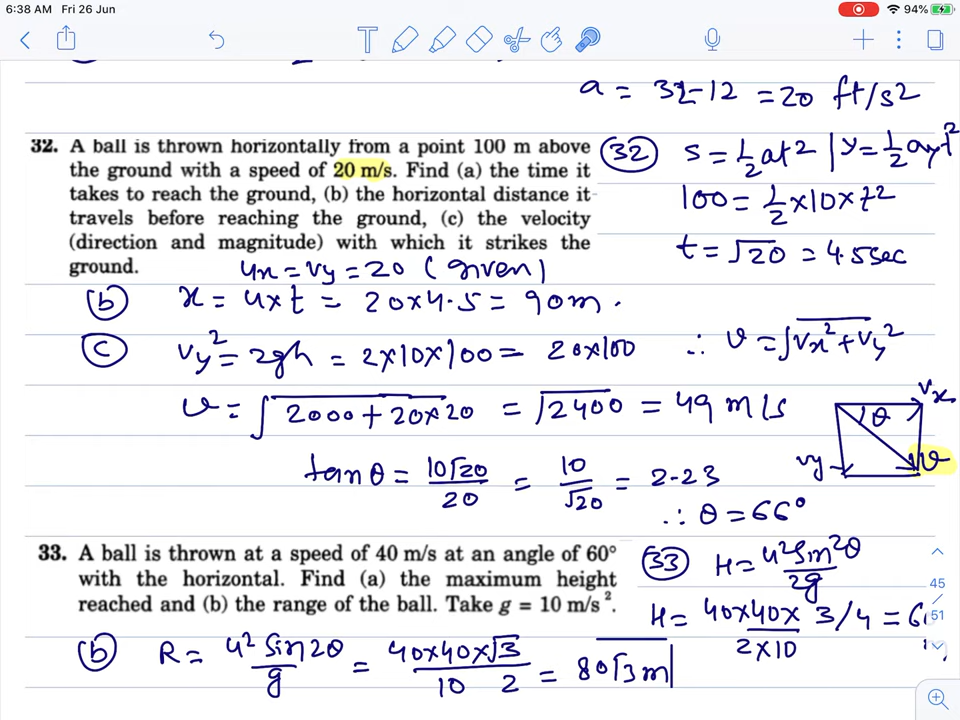 6:38 AM Fri 26 Jun
94%
a = 32-12 = 20 ft/s2
32. A ball is thrown horizontally from a point 100 m above
the ground with a speed of 20 m/s. Find (a) the time it
takes to reach the ground, (b) the horizontal distance it
travels before reaching the ground, (c) the velocity
(direction and magnitude) with which it strikes the
ground.
(32) s = 1/2 at² | y = 1/2 ay t²
100 = 1/2 × 10 × t²
t = √20 = 4.5 sec
ux = vy = 20 (given)
(b) x = u×t = 20×4.5 = 90m.
(c) vy² = 2gh = 2×10×100 = 20×100 ∴ v = √vx² + vy²
v = √2000 + 20×20 = √2400 = 49 m/s
vx
θ
vy
v
tanθ = 10√20/20 = 10/√20 = 2.23
∴ θ = 66°
33. A ball is thrown at a speed of 40 m/s at an angle of 60°
with the horizontal. Find (a) the maximum height
reached and (b) the range of the ball. Take g = 10 m/s².
(33) H = u² sin²θ/2g
H = 40×40×3/4/2×10 = 6
(b) R = u² sin2θ/g = 40×40×√3/10 2 = 80√3 m
45
/
51